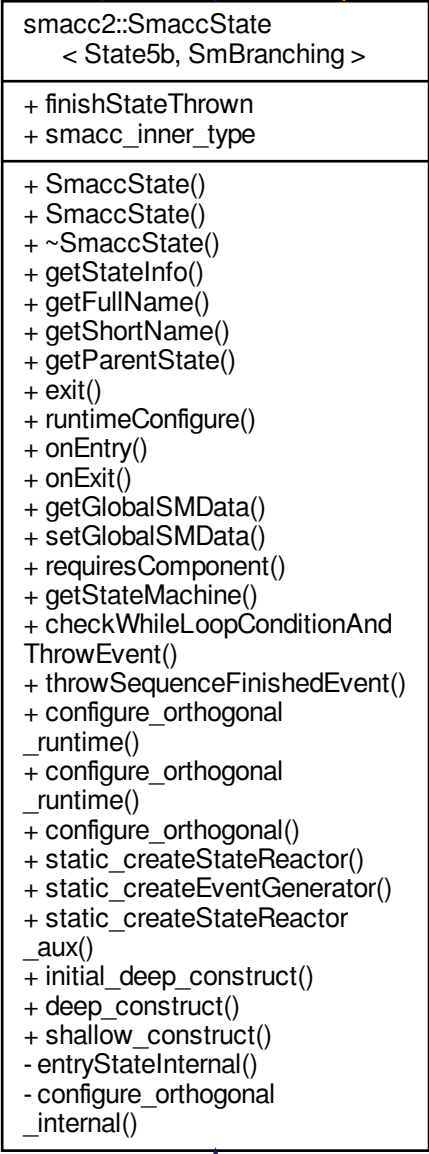 smacc2::SmaccState
< State5b, SmBranching >
+ finishStateThrown
+ smacc_inner_type
+ SmaccState()
+ SmaccState()
+ ~SmaccState()
+ getStateInfo()
+ getFullName()
+ getShortName()
+ getParentState()
+ exit()
+ runtimeConfigure()
+ onEntry()
+ onExit()
+ getGlobalSMData()
+ setGlobalSMData()
+ requiresComponent()
+ getStateMachine()
+ checkWhileLoopConditionAnd
ThrowEvent()
+ throwSequenceFinishedEvent()
+ configure_orthogonal
_runtime()
+ configure_orthogonal
_runtime()
+ configure_orthogonal()
+ static_createStateReactor()
+ static_createEventGenerator()
+ static_createStateReactor
_aux()
+ initial_deep_construct()
+ deep_construct()
+ shallow_construct()
- entryStateInternal()
- configure_orthogonal
_internal()